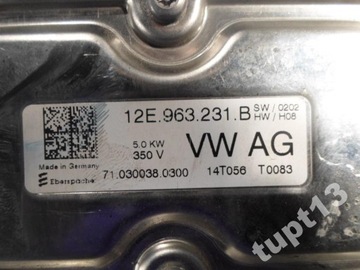 12E.963.231.B SW / 0202
HW / H08
5.0 KW
350 V
VW AG
Made in Germany
Eberspächer
71.030038.0300 14T056 T0083
tupt13